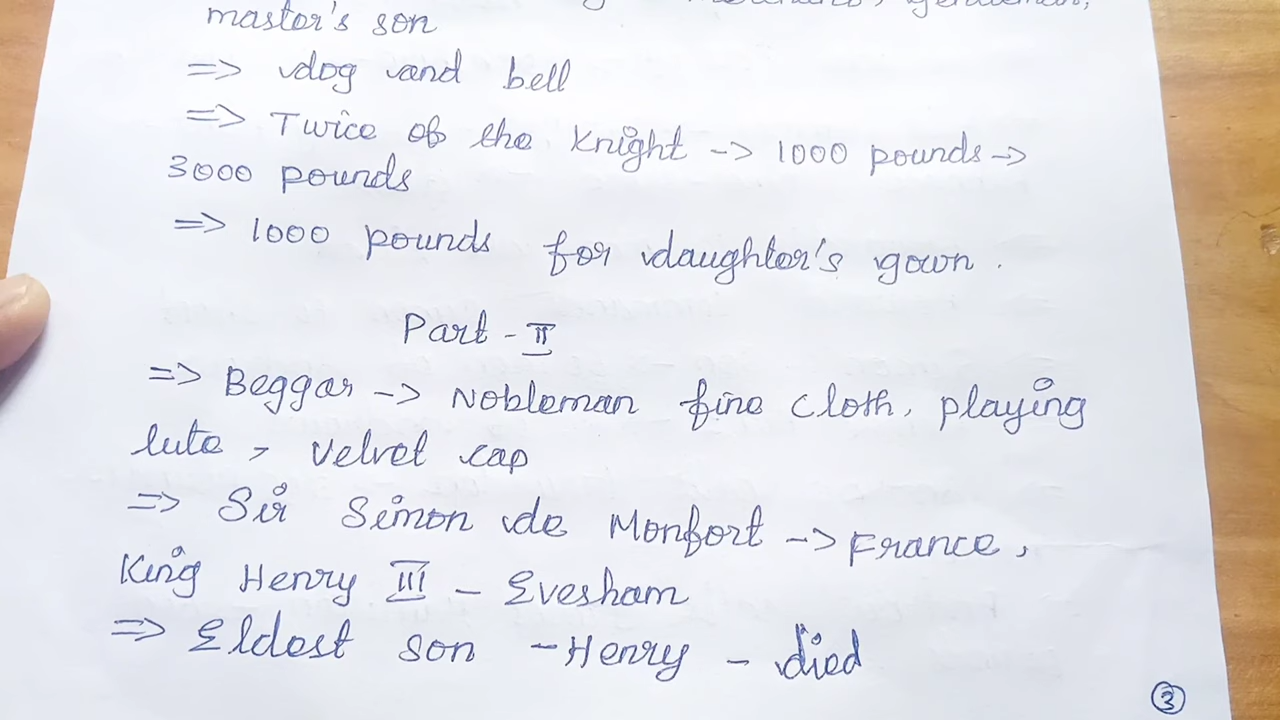 gentleman,
master's son
=> dog and bell
=> Twice of the Knight -> 1000 pounds ->
3000 pounds
=> 1000 pounds for daughter's gown.
Part - II
=> Beggar -> Nobleman fine cloth, playing
lute, Velvet cap
=> Sir Simon de Monfort -> France,
King Henry III - Evesham
=> Eldest son - Henry - died
3